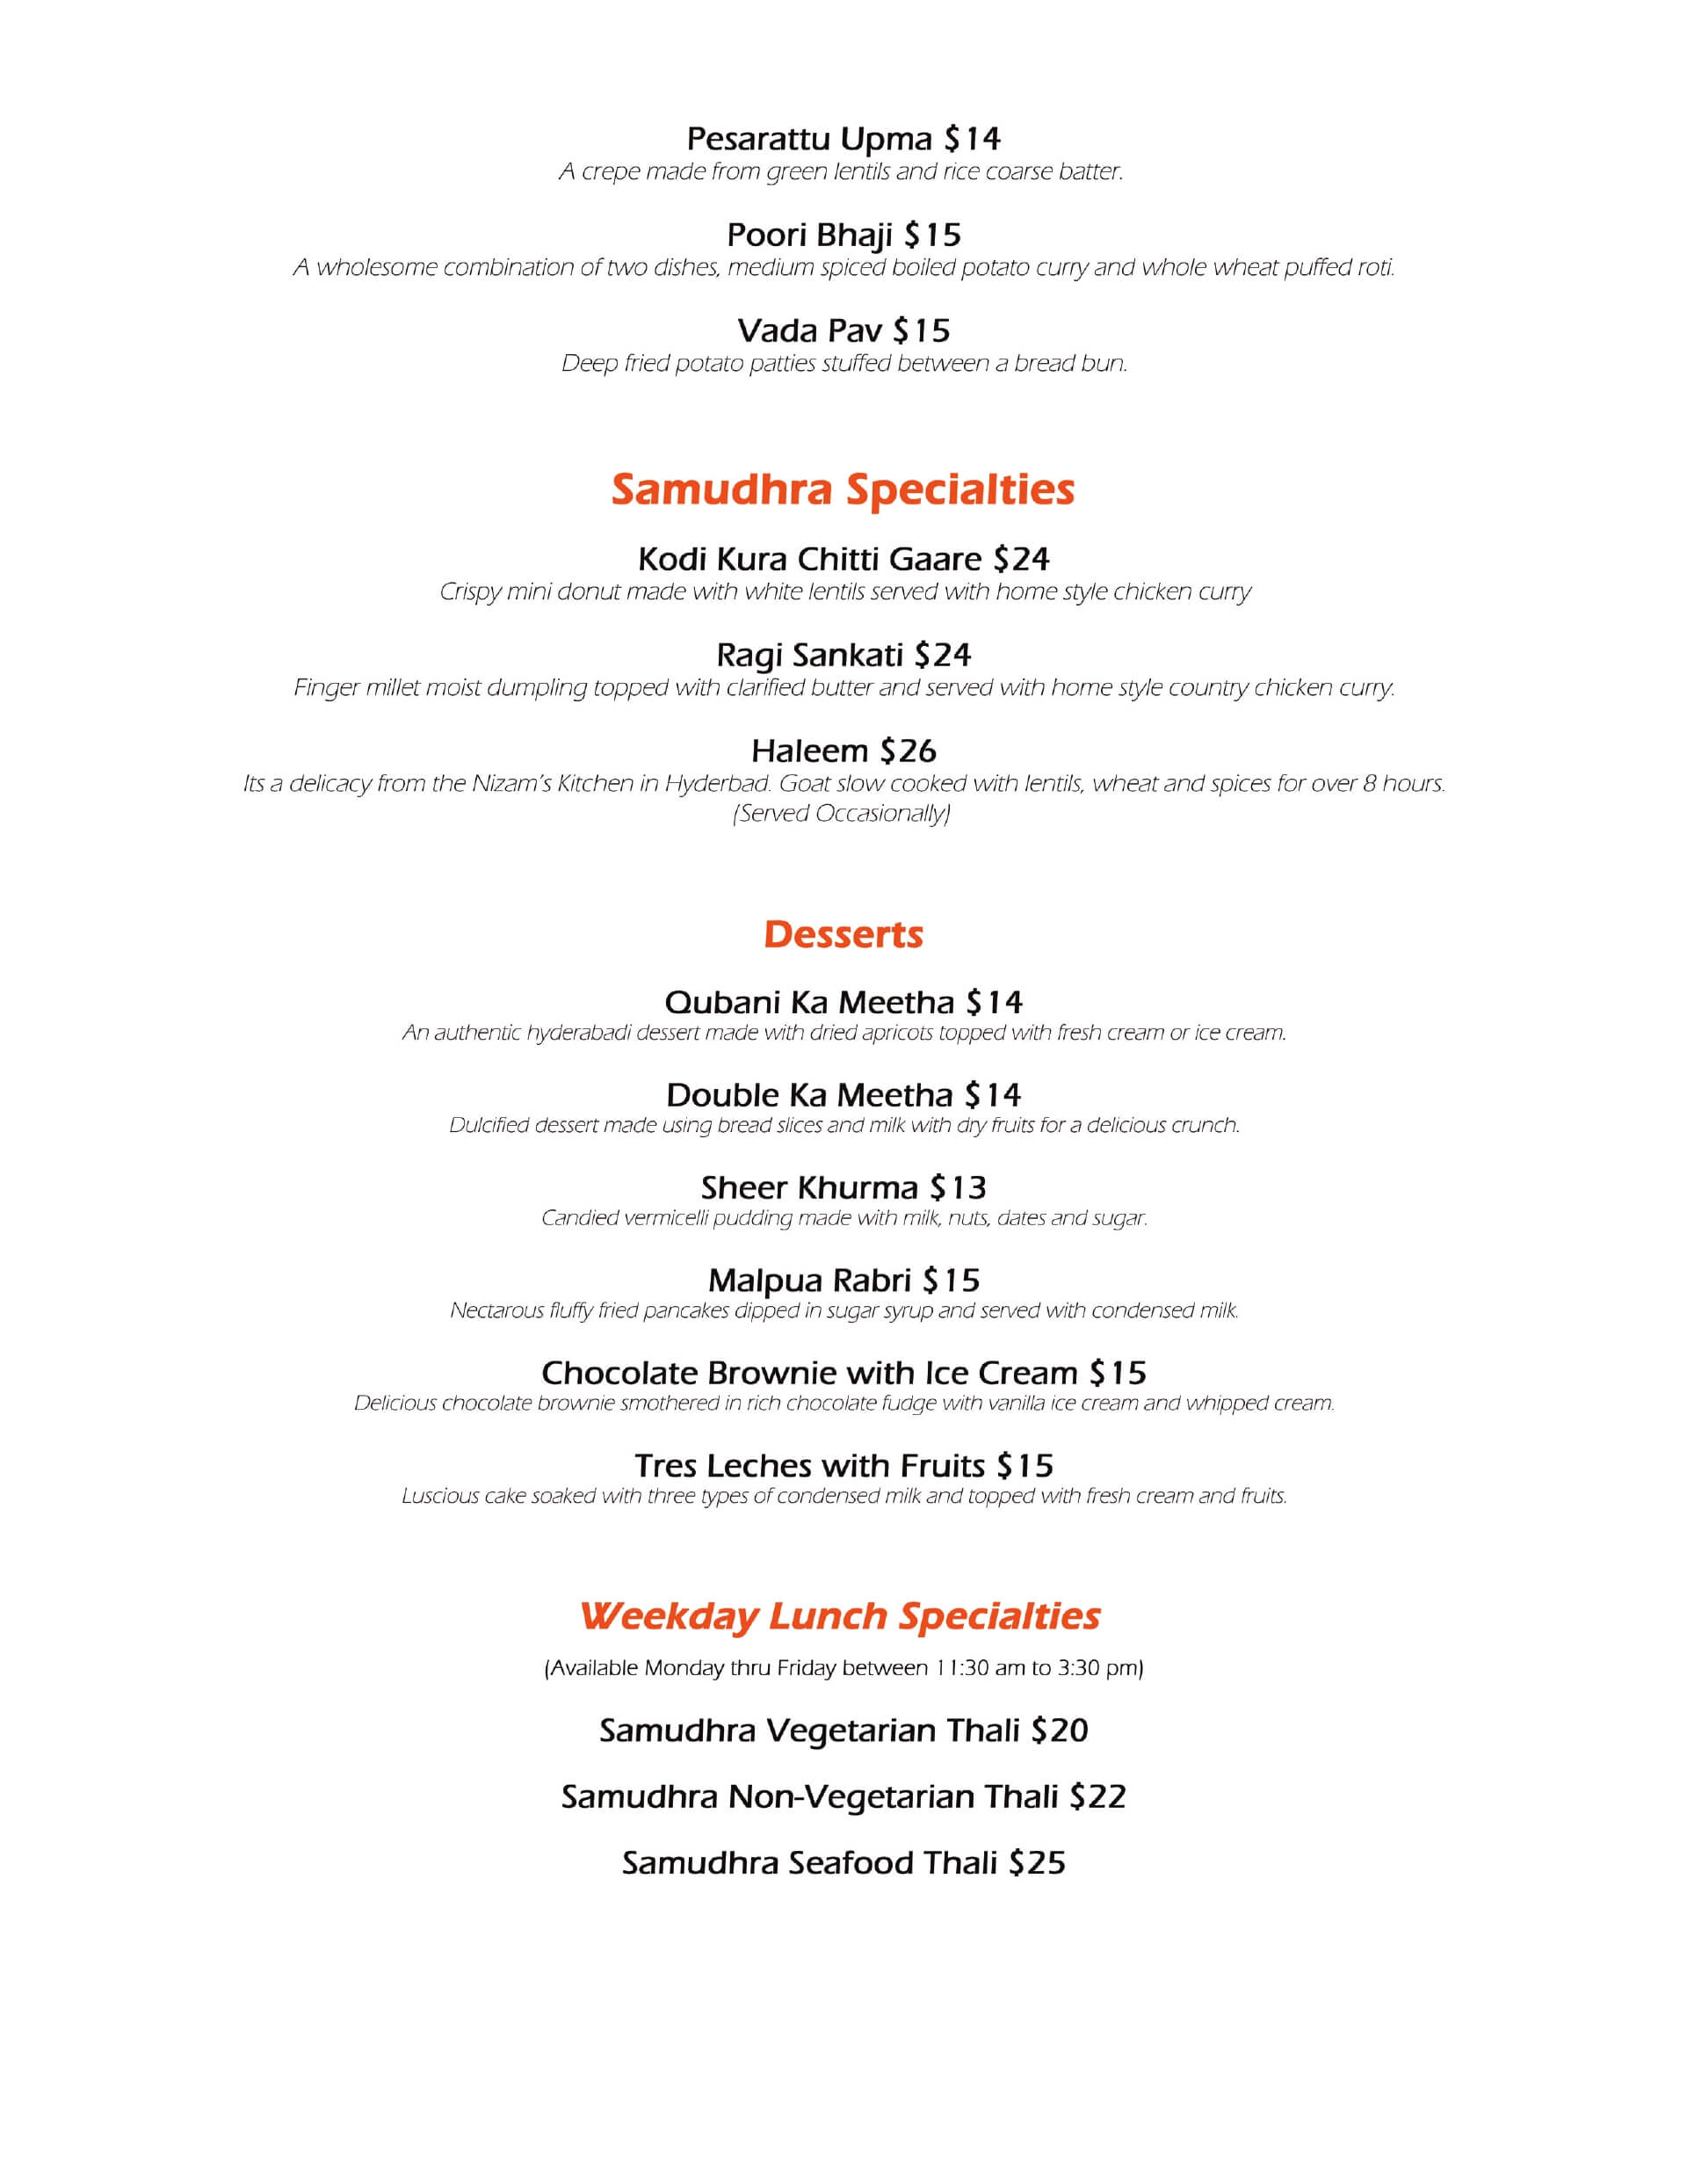 Pesarattu Upma $14
A crepe made from green lentils and rice coarse batter.
Poori Bhaji $15
A wholesome combination of two dishes, medium spiced boiled potato curry and whole wheat puffed roti.
Vada Pav $15
Deep fried potato patties stuffed between a bread bun.
Samudhra Specialties
Kodi Kura Chitti Gaare $24
Crispy mini donut made with white lentils served with home style chicken curry
Ragi Sankati $24
Finger millet moist dumpling topped with clarified butter and served with home style country chicken curry.
Haleem $26
Its a delicacy from the Nizam's Kitchen in Hyderbad. Goat slow cooked with lentils, wheat and spices for over 8 hours.
(Served Occasionally)
Desserts
Qubani Ka Meetha $14
An authentic hyderabadi dessert made with dried apricots topped with fresh cream or ice cream.
Double Ka Meetha $14
Dulcified dessert made using bread slices and milk with dry fruits for a delicious crunch.
Sheer Khurma $13
Candied vermicelli pudding made with milk, nuts, dates and sugar.
Malpua Rabri $15
Nectarous fluffy fried pancakes dipped in sugar syrup and served with condensed milk.
Chocolate Brownie with Ice Cream $15
Delicious chocolate brownie smothered in rich chocolate fudge with vanilla ice cream and whipped cream.
Tres Leches with Fruits $15
Luscious cake soaked with three types of condensed milk and topped with fresh cream and fruits.
Weekday Lunch Specialties
(Available Monday thru Friday between 11:30 am to 3:30 pm)
Samudhra Vegetarian Thali $20
Samudhra Non-Vegetarian Thali $22
Samudhra Seafood Thali $25